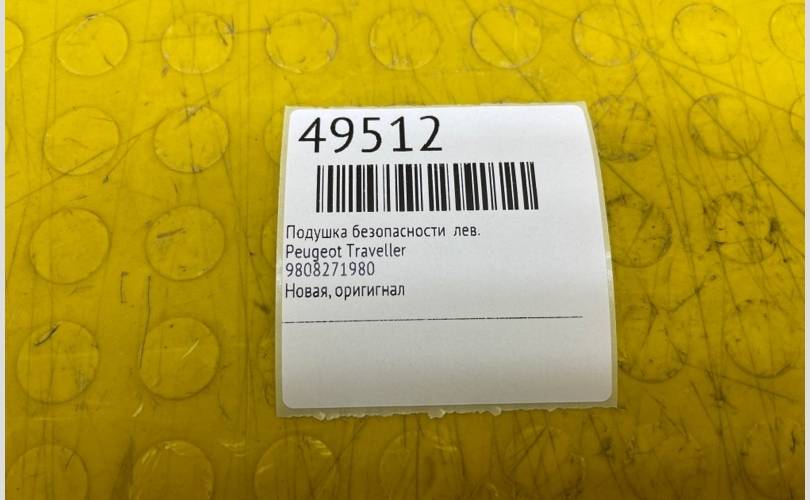 49512
Подушка безопасности лев.
Peugeot Traveller
9808271980
Новая, оригигнал